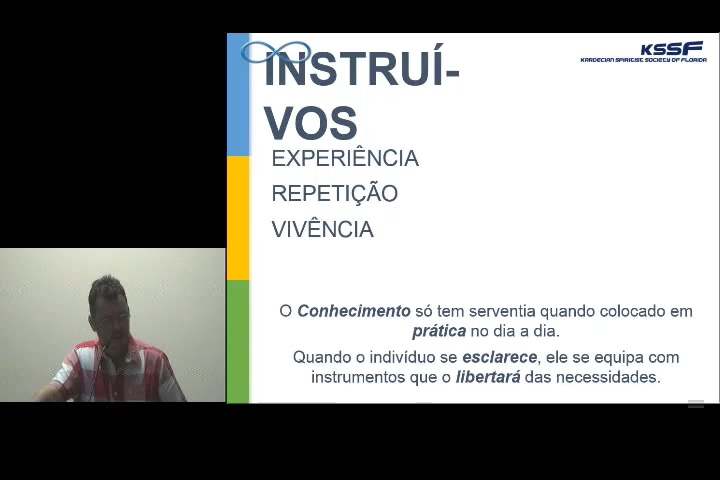 KSSF
KARDECIAN SPIRITIST SOCIETY OF FLORIDA
INSTRUÍ-
VOS
EXPERIÊNCIA
REPETIÇÃO
VIVÊNCIA
O Conhecimento só tem serventia quando colocado em
prática no dia a dia.
Quando o indivíduo se esclarece, ele se equipa com
instrumentos que o libertará das necessidades.